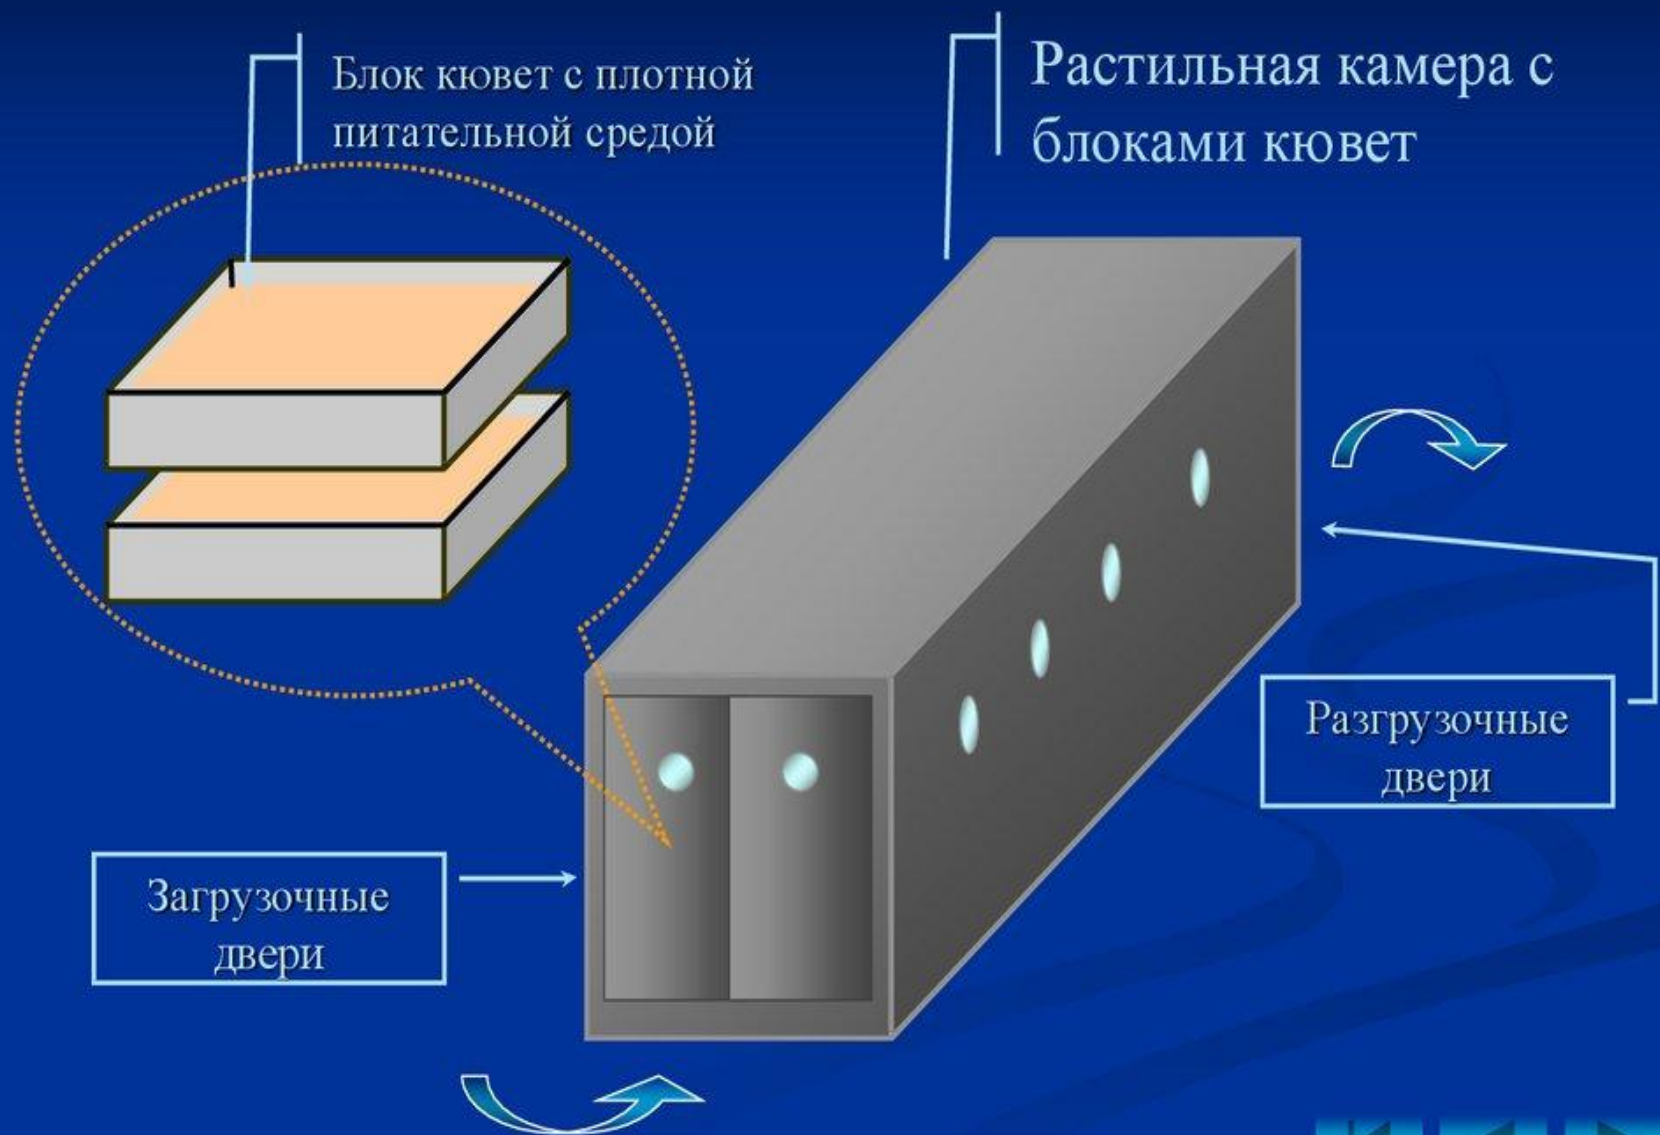 Блок кювет с плотной
питательной средой
Растильная камера с
блоками кювет
Разгрузочные
двери
Загрузочные
двери